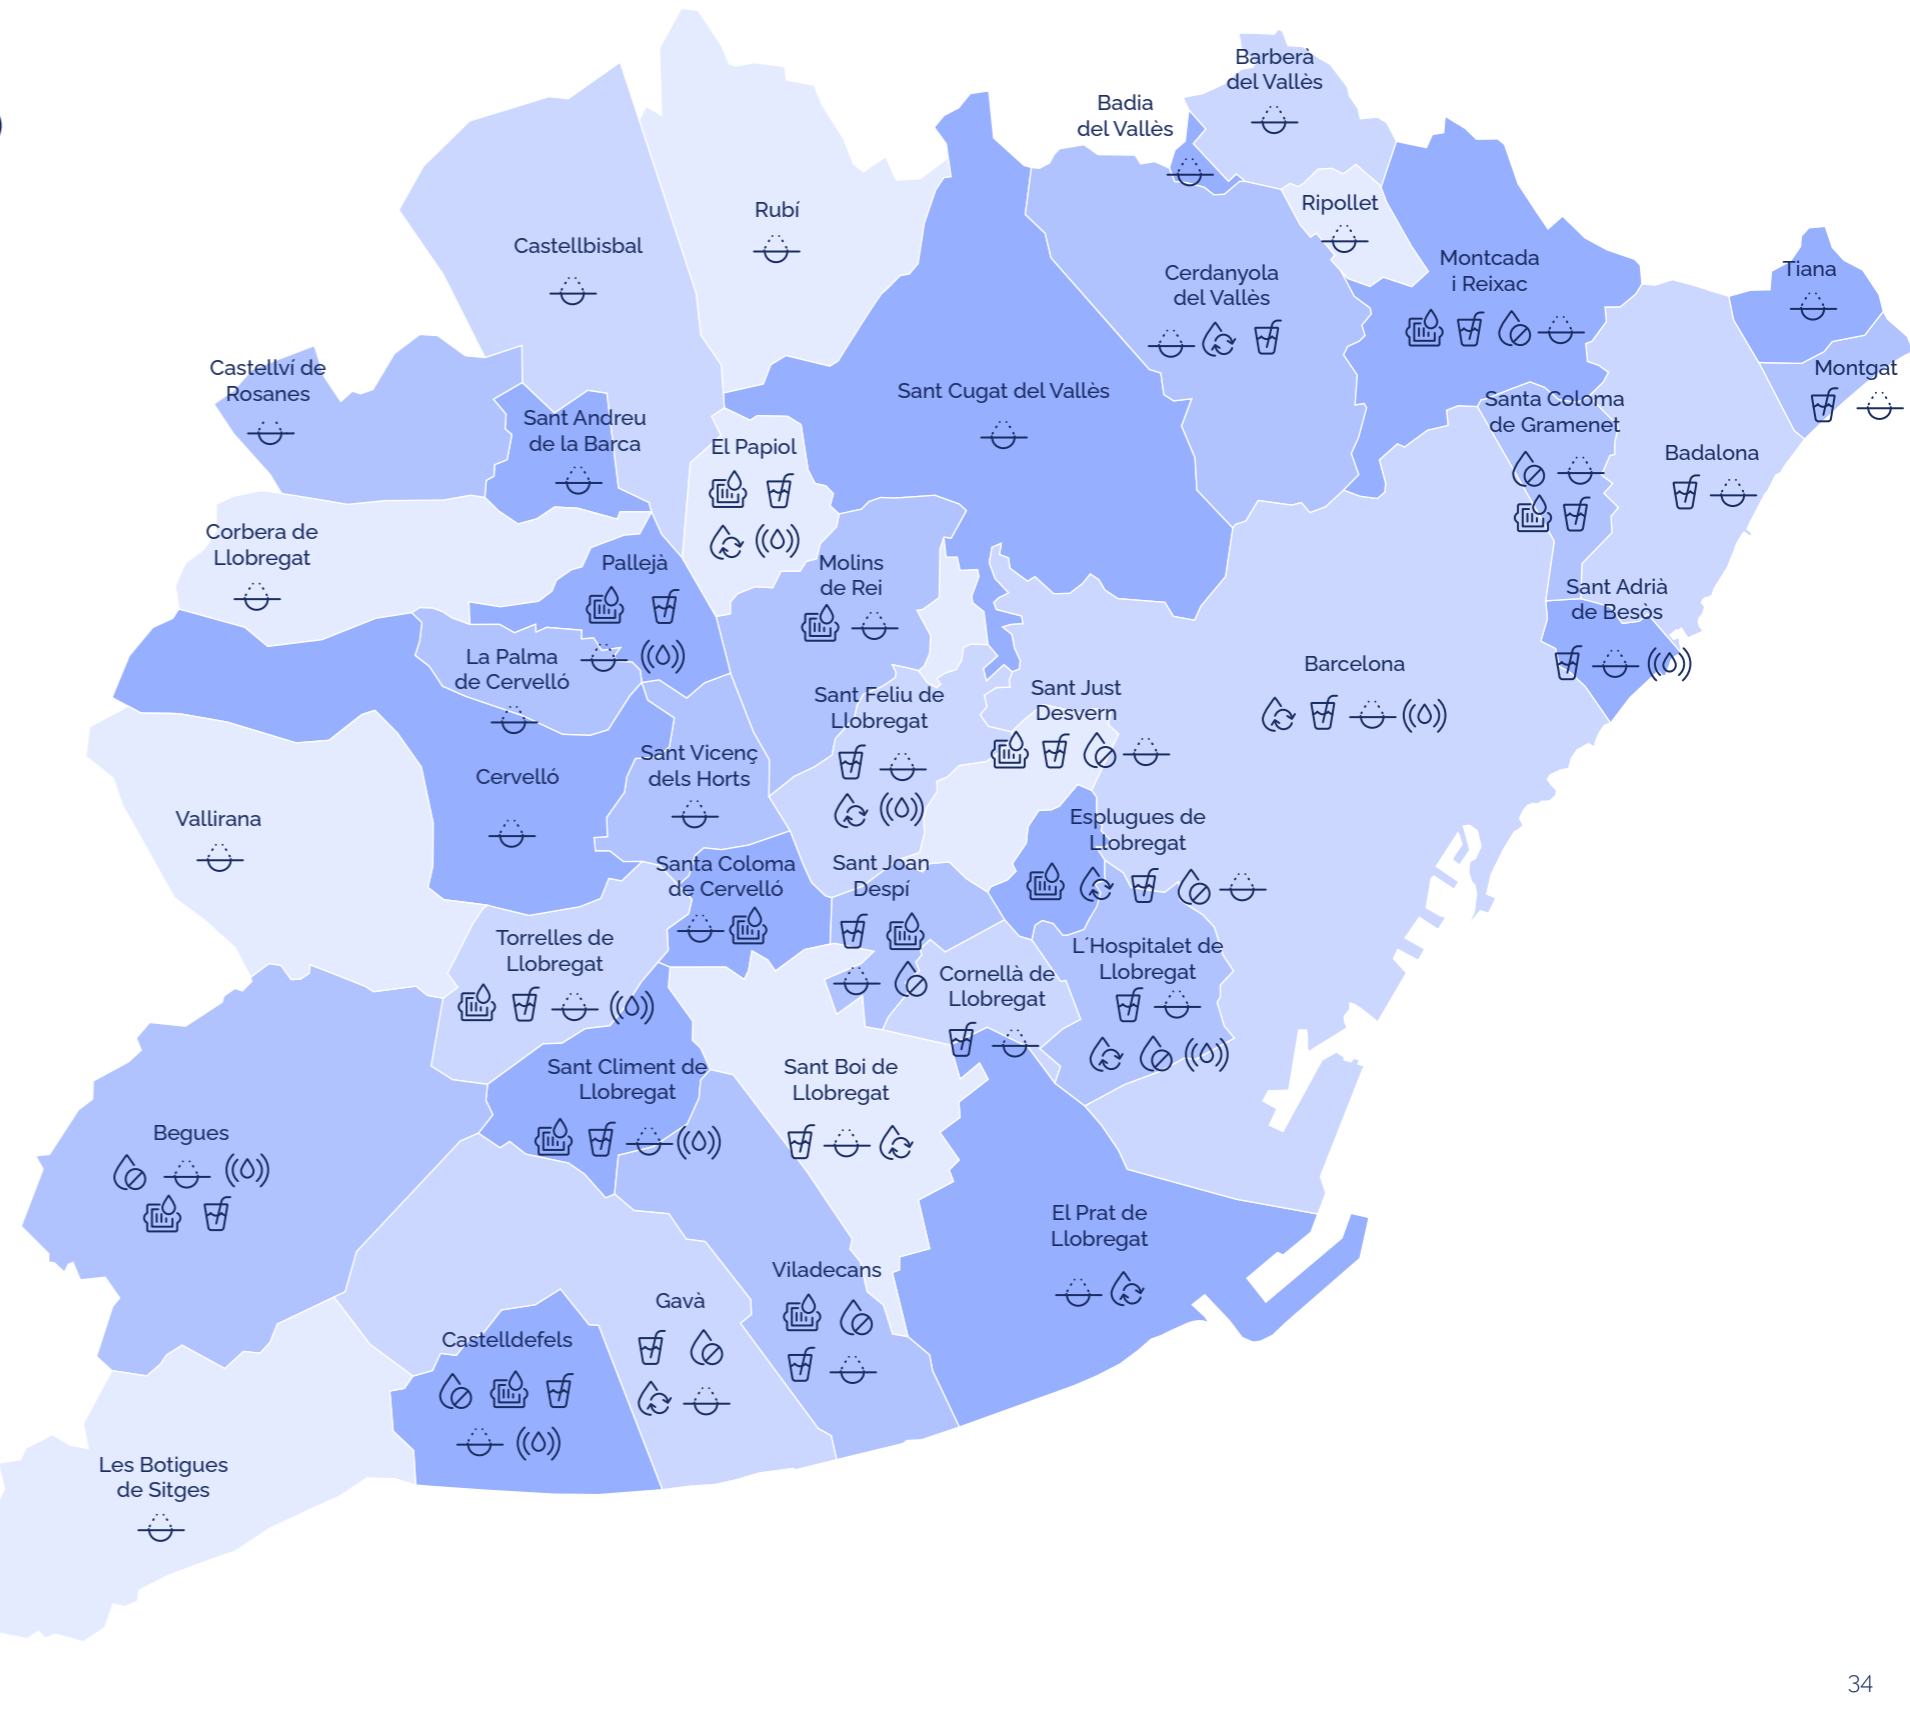 Barberà
del Vallès
Badia
del Vallès
Rubí
Ripollet
Castellbisbal
Cerdanyola
del Vallès
Montcada
i Reixac
Tiana
Castellví de
Rosanes
Sant Cugat del Vallès
Montgat
Sant Andreu
de la Barca
El Papiol
Santa Coloma
de Gramenet
Badalona
Corbera de
Llobregat
Pallejà
Molins
de Rei
Sant Adrià
de Besòs
La Palma
de Cervelló
Barcelona
Sant Feliu de
Llobregat
Sant Just
Desvern
Sant Vicenç
dels Horts
Cervelló
Vallirana
Esplugues de
Llobregat
Santa Coloma
de Cervelló
Sant Joan
Despí
Torrelles de
Llobregat
Cornellà de
Llobregat
L´Hospitalet de
Llobregat
Sant Climent de
Llobregat
Sant Boi de
Llobregat
Begues
El Prat de
Llobregat
Viladecans
Gavà
Castelldefels
Les Botigues
de Sitges
34